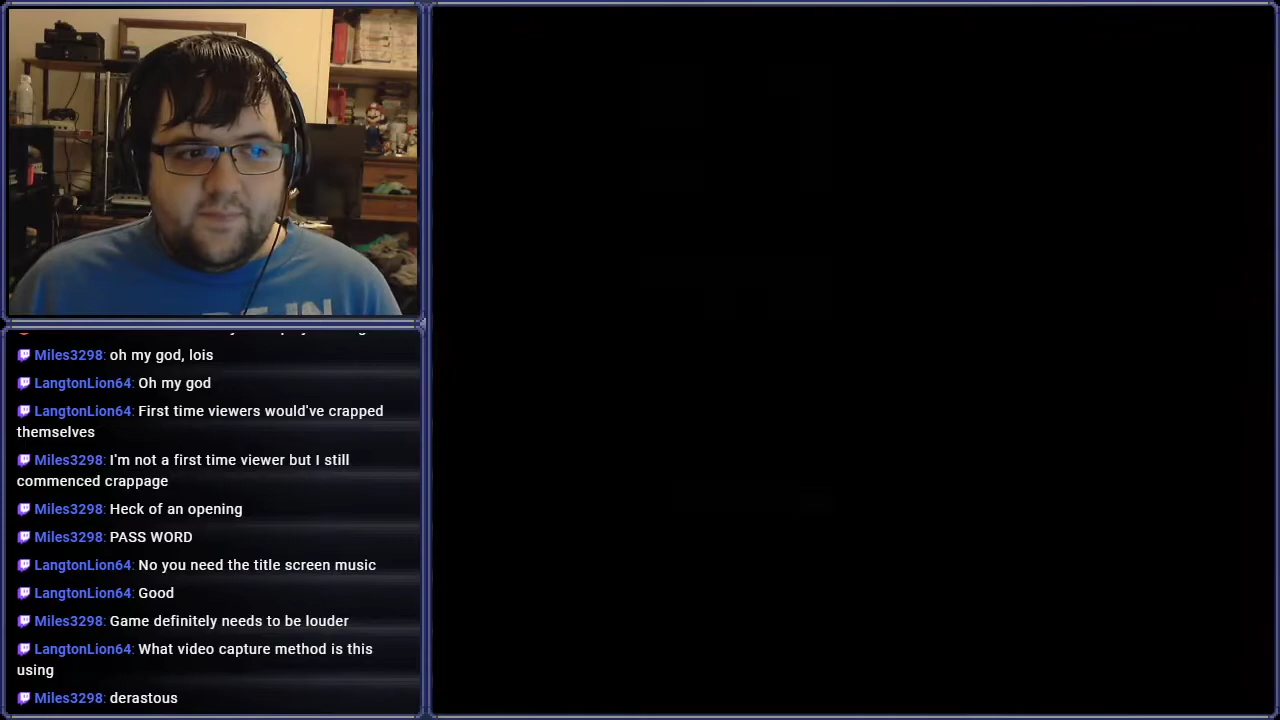 Miles3298: oh my god, lois
LangtonLion64: Oh my god
LangtonLion64: First time viewers would've crapped
themselves
Miles3298: I'm not a first time viewer but I still
commenced crappage
Miles3298: Heck of an opening
Miles3298: PASS WORD
LangtonLion64: No you need the title screen music
LangtonLion64: Good
Miles3298: Game definitely needs to be louder
LangtonLion64: What video capture method is this
using
Miles3298: derastous